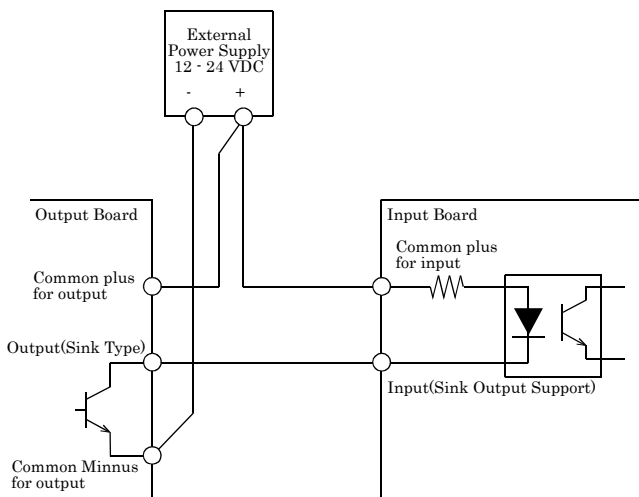 External
Power Supply
12 - 24 VDC
- +
Output Board
Input Board
Common plus
for input
Common plus
for output
Output(Sink Type)
Input(Sink Output Support)
Common Minnus
for output